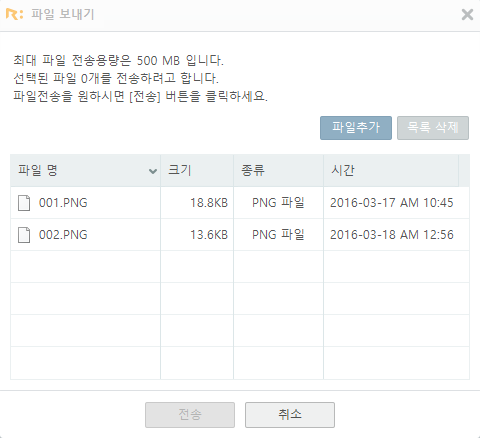 파일 보내기
최대 파일 전송용량은 500 MB 입니다.
선택된 파일 0개를 전송하려고 합니다.
파일전송을 원하시면 [전송] 버튼을 클릭하세요.
파일추가 목록 삭제
파일 명 크기 종류 시간
001.PNG 18.8KB PNG 파일 2016-03-17 AM 10:45
002.PNG 13.6KB PNG 파일 2016-03-18 AM 12:56
전송 취소